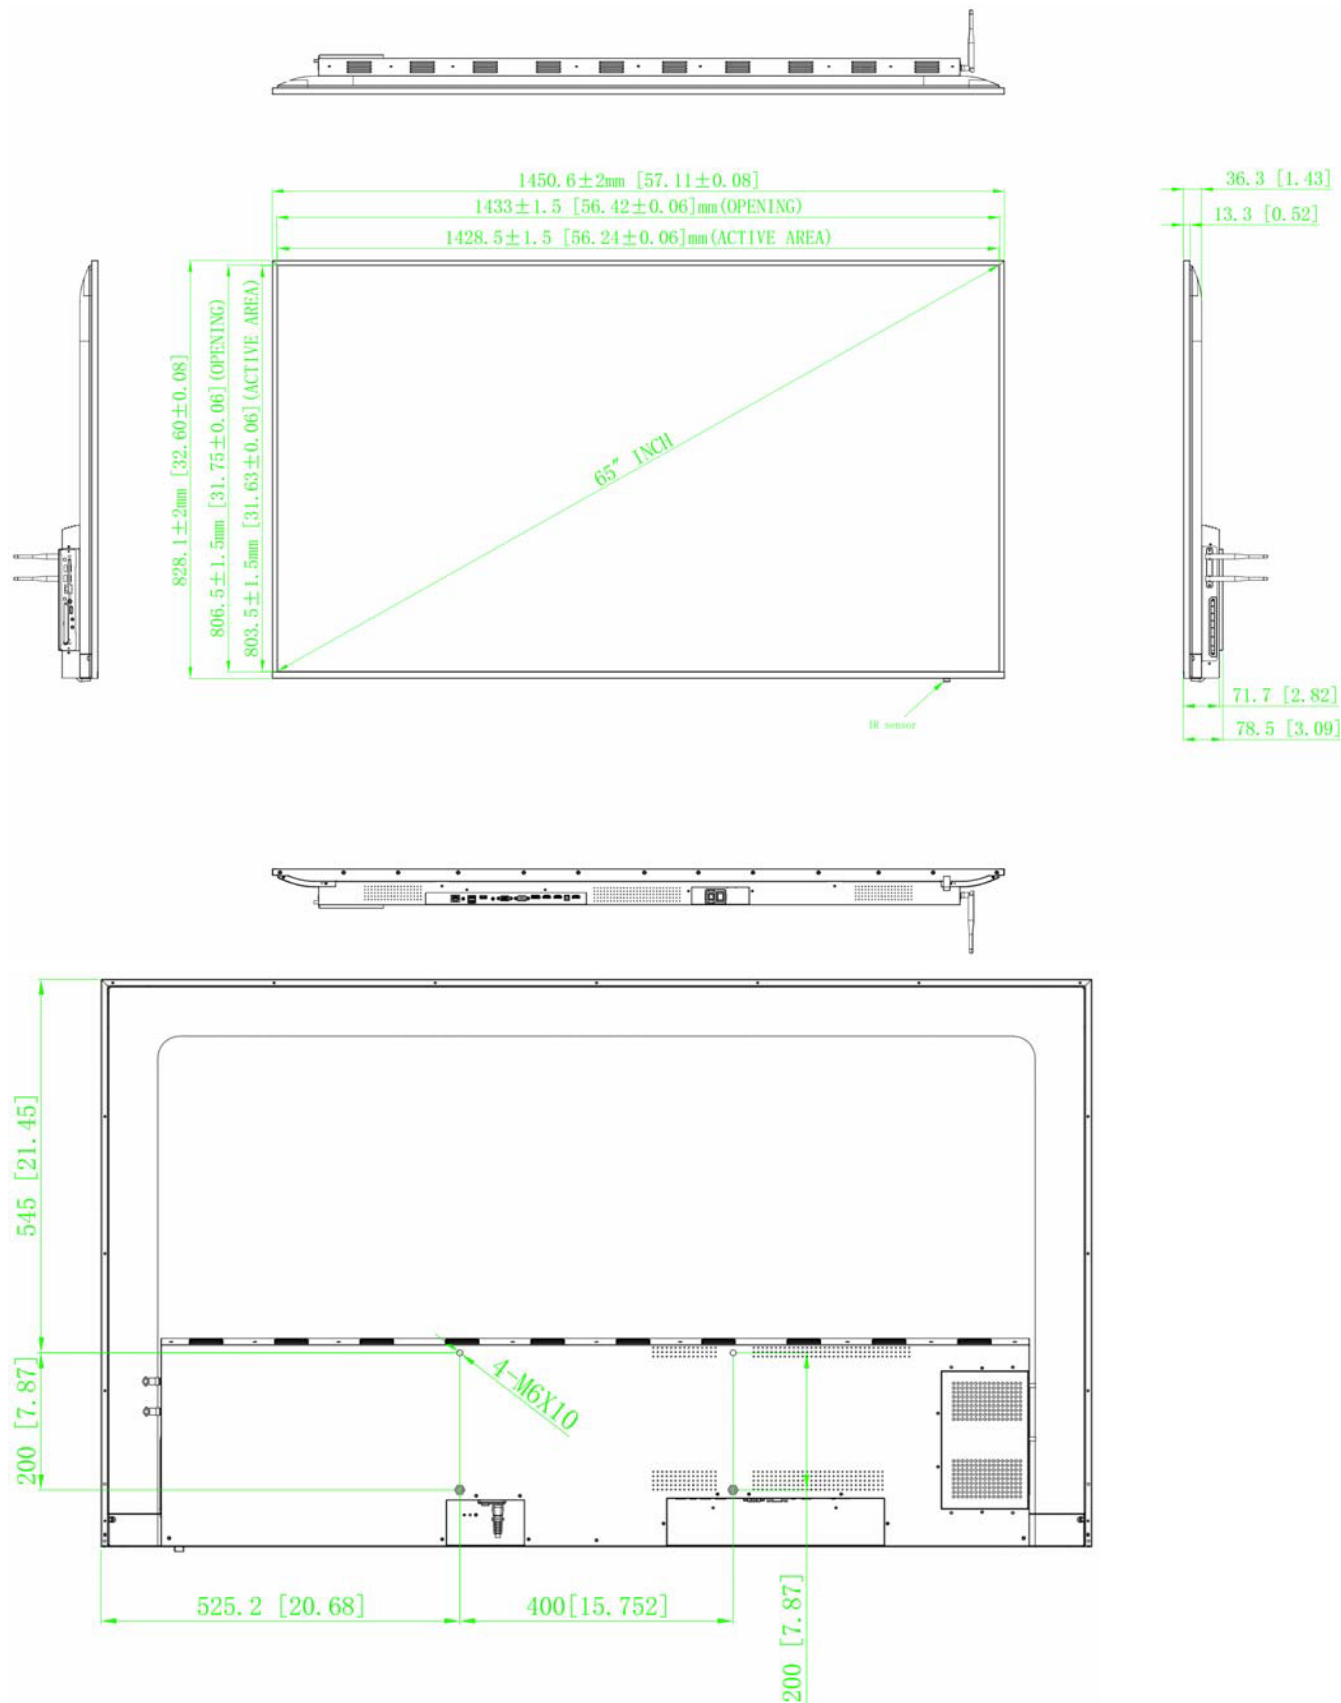 1450.6±2mm [57.11±0.08]
1433±1.5 [56.42±0.06]mm(OPENING)
1428.5±1.5 [56.24±0.06]mm(ACTIVE AREA)
36.3 [1.43]
13.3 [0.52]
828.1±2mm [32.60±0.08]
806.5±1.5mm [31.75±0.06](OPENING)
803.5±1.5mm [31.63±0.06](ACTIVE AREA)
65″ INCH
IR sensor
71.7 [2.82]
78.5 [3.09]
545 [21.45]
200 [7.87]
4-M6X10
525.2 [20.68]
400[15.752]
200 [7.87]